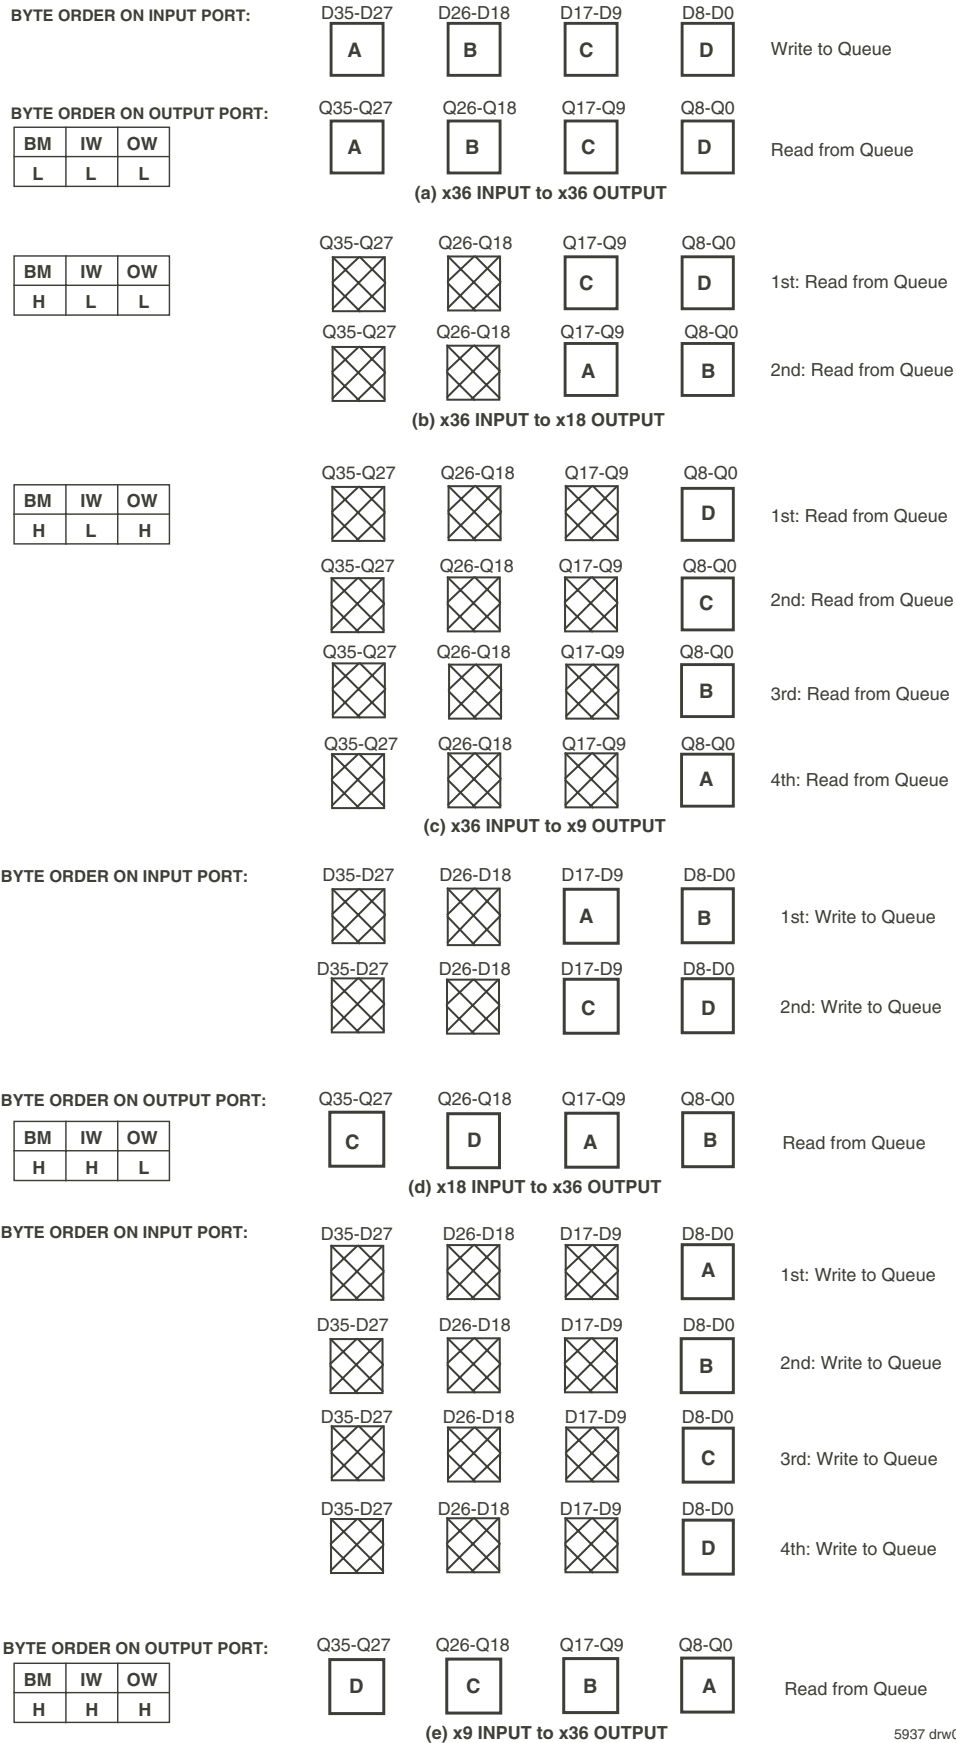 BYTE ORDER ON INPUT PORT: D35-D27 D26-D18 D17-D9 D8-D0
A B C D Write to Queue
BYTE ORDER ON OUTPUT PORT: Q35-Q27 Q26-Q18 Q17-Q9 Q8-Q0
BM IW OW A B C D Read from Queue
L L L
(a) x36 INPUT to x36 OUTPUT
Q35-Q27 Q26-Q18 Q17-Q9 Q8-Q0
BM IW OW C D 1st: Read from Queue
H L L
Q35-Q27 Q26-Q18 Q17-Q9 Q8-Q0
A B 2nd: Read from Queue
(b) x36 INPUT to x18 OUTPUT
Q35-Q27 Q26-Q18 Q17-Q9 Q8-Q0
BM IW OW D 1st: Read from Queue
H L H
Q35-Q27 Q26-Q18 Q17-Q9 Q8-Q0
C 2nd: Read from Queue
Q35-Q27 Q26-Q18 Q17-Q9 Q8-Q0
B 3rd: Read from Queue
Q35-Q27 Q26-Q18 Q17-Q9 Q8-Q0
A 4th: Read from Queue
(c) x36 INPUT to x9 OUTPUT
BYTE ORDER ON INPUT PORT: D35-D27 D26-D18 D17-D9 D8-D0
A B 1st: Write to Queue
D35-D27 D26-D18 D17-D9 D8-D0
C D 2nd: Write to Queue
BYTE ORDER ON OUTPUT PORT: Q35-Q27 Q26-Q18 Q17-Q9 Q8-Q0
BM IW OW C D A B Read from Queue
H H L
(d) x18 INPUT to x36 OUTPUT
BYTE ORDER ON INPUT PORT: D35-D27 D26-D18 D17-D9 D8-D0
A 1st: Write to Queue
D35-D27 D26-D18 D17-D9 D8-D0
B 2nd: Write to Queue
D35-D27 D26-D18 D17-D9 D8-D0
C 3rd: Write to Queue
D35-D27 D26-D18 D17-D9 D8-D0
D 4th: Write to Queue
BYTE ORDER ON OUTPUT PORT: Q35-Q27 Q26-Q18 Q17-Q9 Q8-Q0
BM IW OW D C B A Read from Queue
H H H
(e) x9 INPUT to x36 OUTPUT
5937